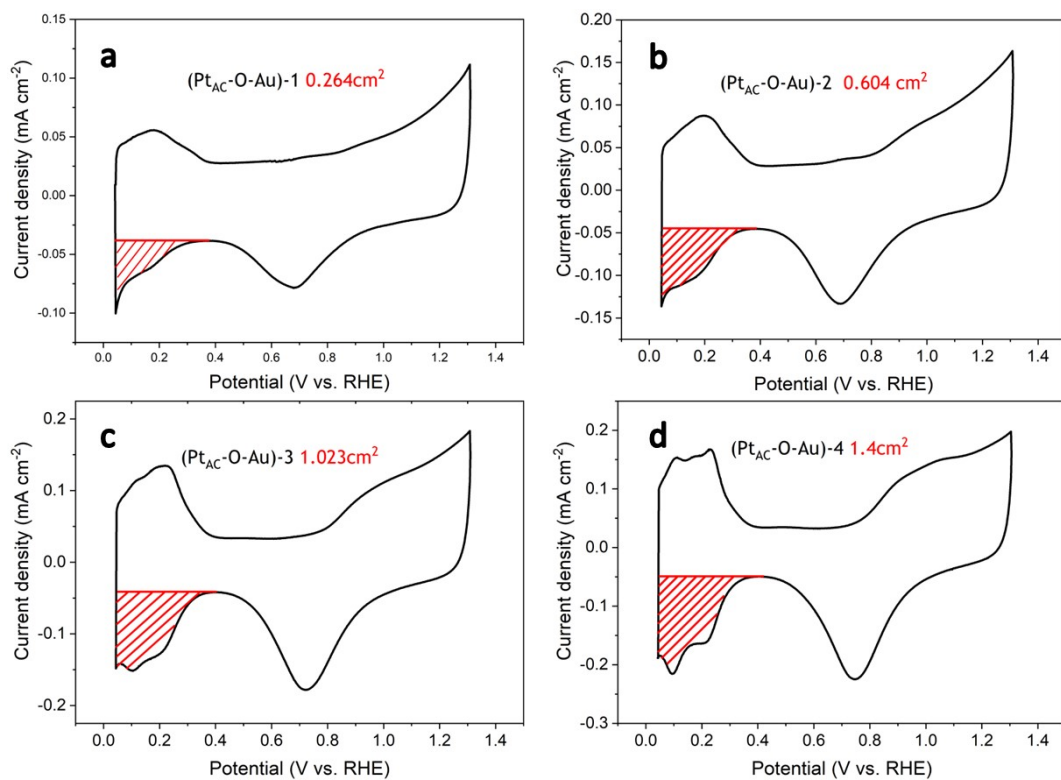 a
(PtAC-O-Au)-1 0.264cm2
Current density (mA cm-2)
0.15
0.10
0.05
0.00
-0.05
-0.10
0.0 0.2 0.4 0.6 0.8 1.0 1.2 1.4
Potential (V vs. RHE)
b
(PtAC-O-Au)-2 0.604 cm2
Current density (mA cm-2)
0.20
0.15
0.10
0.05
0.00
-0.05
-0.10
-0.15
0.0 0.2 0.4 0.6 0.8 1.0 1.2 1.4
Potential (V vs. RHE)
c
(PtAC-O-Au)-3 1.023cm2
Current density (mA cm-2)
0.2
0.1
0.0
-0.1
-0.2
0.0 0.2 0.4 0.6 0.8 1.0 1.2 1.4
Potential (V vs. RHE)
d
(PtAC-O-Au)-4 1.4cm2
Current density (mA cm-2)
0.2
0.1
0.0
-0.1
-0.2
-0.3
0.0 0.2 0.4 0.6 0.8 1.0 1.2 1.4
Potential (V vs. RHE)